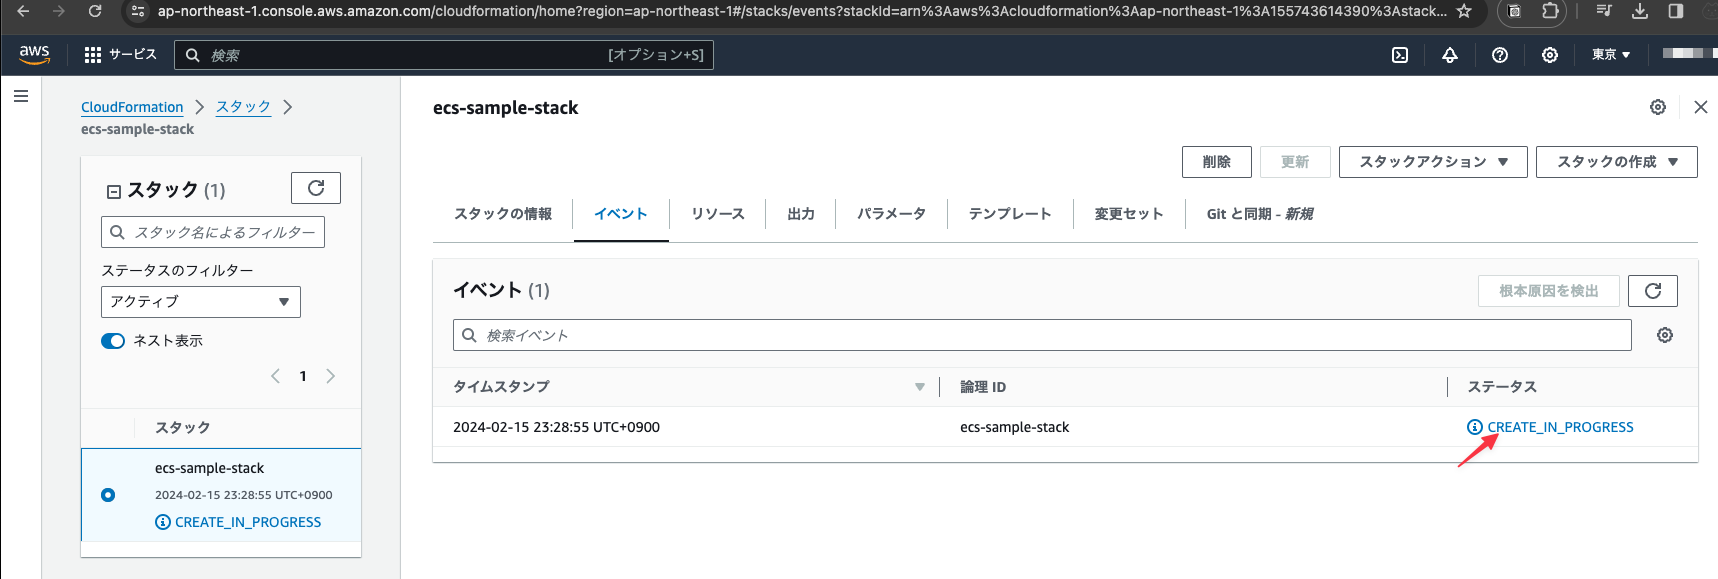 ap-northeast-1.console.aws.amazon.com/cloudformation/home?region=ap-northeast-1#/stacks/events?stackId=arn%3Aaws%3Acloudformation%3Aap-northeast-1%3A155743614390%3Astack...
aws サービス 検索 [オプション+S] 東京
CloudFormation > スタック >
ecs-sample-stack
スタック (1)
スタック名によるフィルター
ステータスのフィルター
アクティブ
ネスト表示
1
スタック
ecs-sample-stack
2024-02-15 23:28:55 UTC+0900
CREATE_IN_PROGRESS
ecs-sample-stack
削除 更新 スタックアクション スタックの作成
スタックの情報 イベント リソース 出力 パラメータ テンプレート 変更セット Git と同期 - 新規
イベント (1) 根本原因を検出
検索イベント
タイムスタンプ 論理 ID ステータス
2024-02-15 23:28:55 UTC+0900 ecs-sample-stack CREATE_IN_PROGRESS